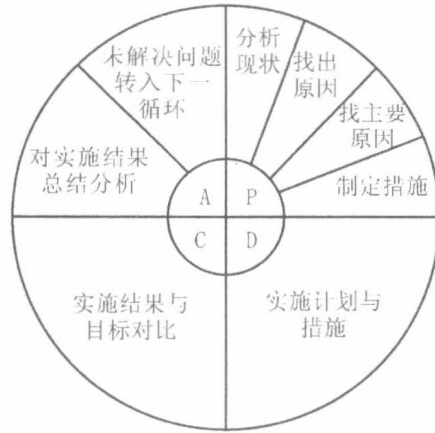 分析
现状
找出
原因
找主要
原因
制定措施
未解决问题
转入下一
循环
对实施结果
总结分析
A
P
C
D
实施结果与
目标对比
实施计划与
措施